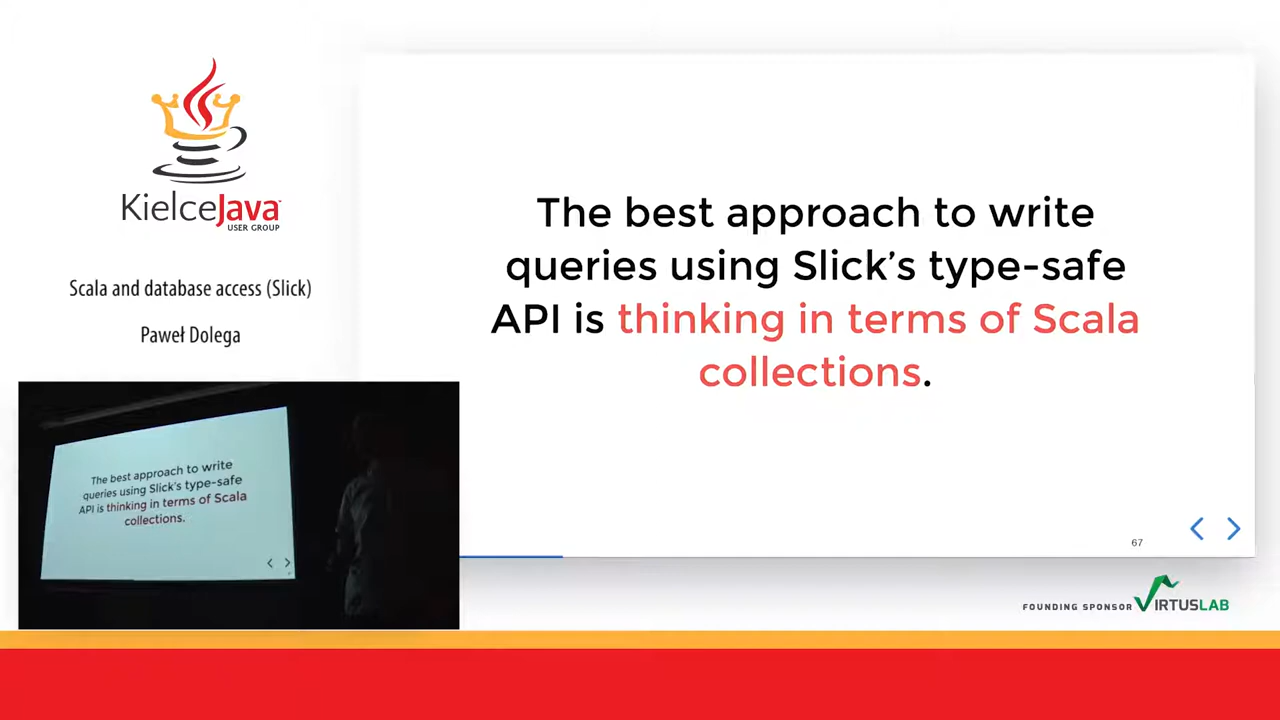 KielceJava
USER GROUP
Scala and database access (Slick)
Paweł Dolega
The best approach to write
queries using Slick's type-safe
API is thinking in terms of Scala
collections.
67
The best approach to write
queries using Slick's type-safe
API is thinking in terms of Scala
collections.
FOUNDING SPONSOR VIRTUSLAB